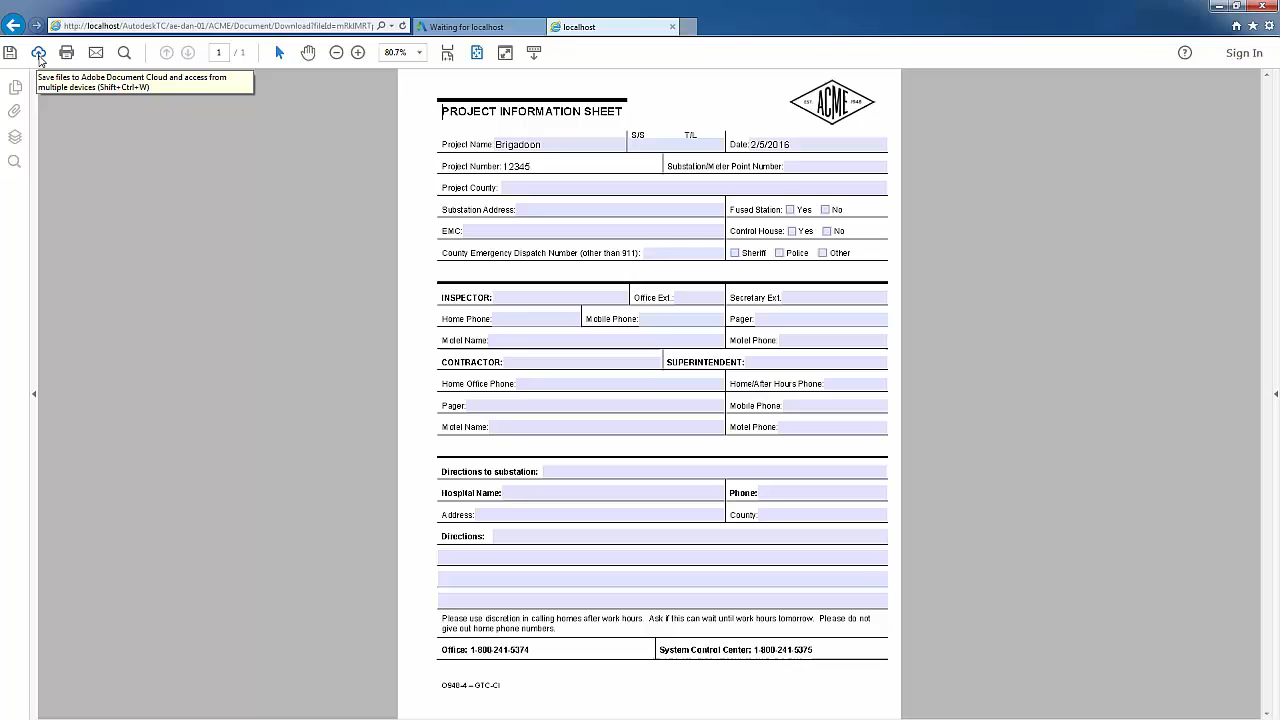 http://localhost/AutodeskTC/ae-dan-01/ACME/Document/Download?fileId=mRkIMRT
Waiting for localhost
localhost
1 / 1
80.7%
Sign In
Save files to Adobe Document Cloud and access from
multiple devices (Shift+Ctrl+W)
PROJECT INFORMATION SHEET
EST. ACME 1948
S/S T/L
Project Name: Brigadoon
Date: 2/5/2016
Project Number: 12345
Substation/Meter Point Number:
Project County:
Substation Address:
Fused Station: Yes No
EMC:
Control House: Yes No
County Emergency Dispatch Number (other than 911):
Sheriff Police Other
INSPECTOR:
Office Ext.:
Secretary Ext.
Home Phone:
Mobile Phone:
Pager:
Motel Name:
Motel Phone:
CONTRACTOR:
SUPERINTENDENT:
Home Office Phone:
Home/After Hours Phone:
Pager:
Mobile Phone:
Motel Name:
Motel Phone:
Directions to substation:
Hospital Name:
Phone:
Address:
County:
Directions:
Please use discretion in calling homes after work hours. Ask if this can wait until work hours tomorrow. Please do not
give out home phone numbers.
Office: 1-800-241-5374
System Control Center: 1-800-241-5375
O940-4 – GTC-CI